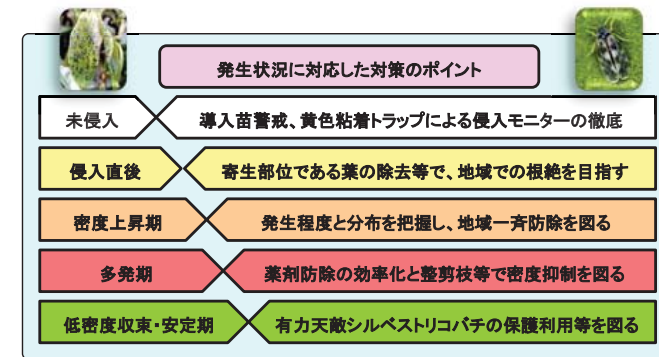 発生状況に対応した対策のポイント
未侵入 導入苗警戒、黄色粘着トラップによる侵入モニターの徹底
侵入直後 寄生部位である葉の除去等で、地域での根絶を目指す
密度上昇期 発生程度と分布を把握し、地域一斉防除を図る
多発期 薬剤防除の効率化と整剪枝等で密度抑制を図る
低密度収束・安定期 有力天敵シルベストリコバチの保護利用等を図る